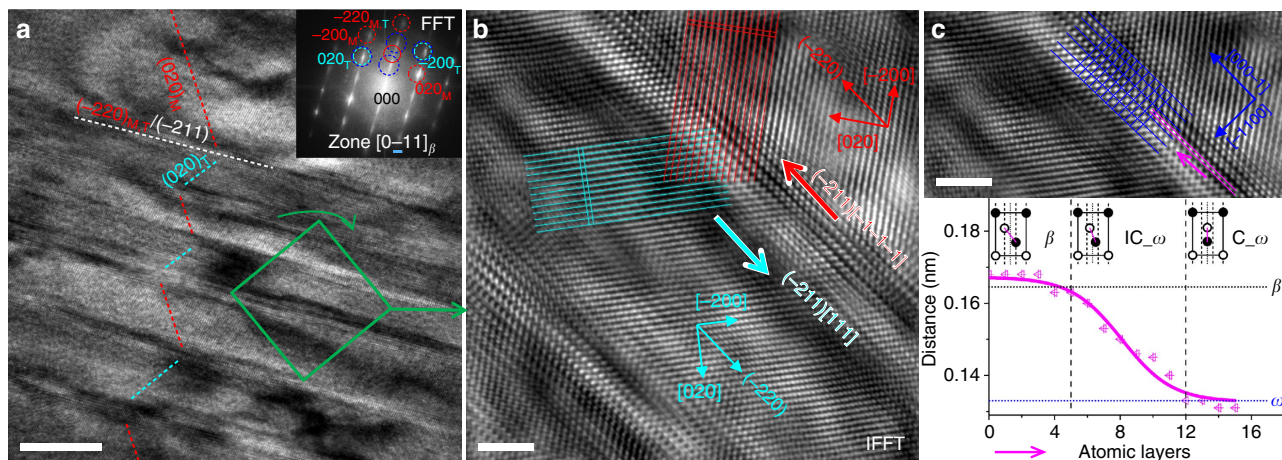 a
FFT
−220M,T
−200M
020T
−200T
020M
000
Zone [0−11]β
(020)M
(−220)M,T/(−211)
(020)T
b
(−220)
[−200]
[020]
(−211)[−1−1−1]
(−211)[111]
[−200]
[020]
(−220)
IFFT
c
[000−1]
[−1100]
β
IC_ω
C_ω
0.18
0.16
0.14
Distance (nm)
β
ω
0
4
8
12
16
Atomic layers